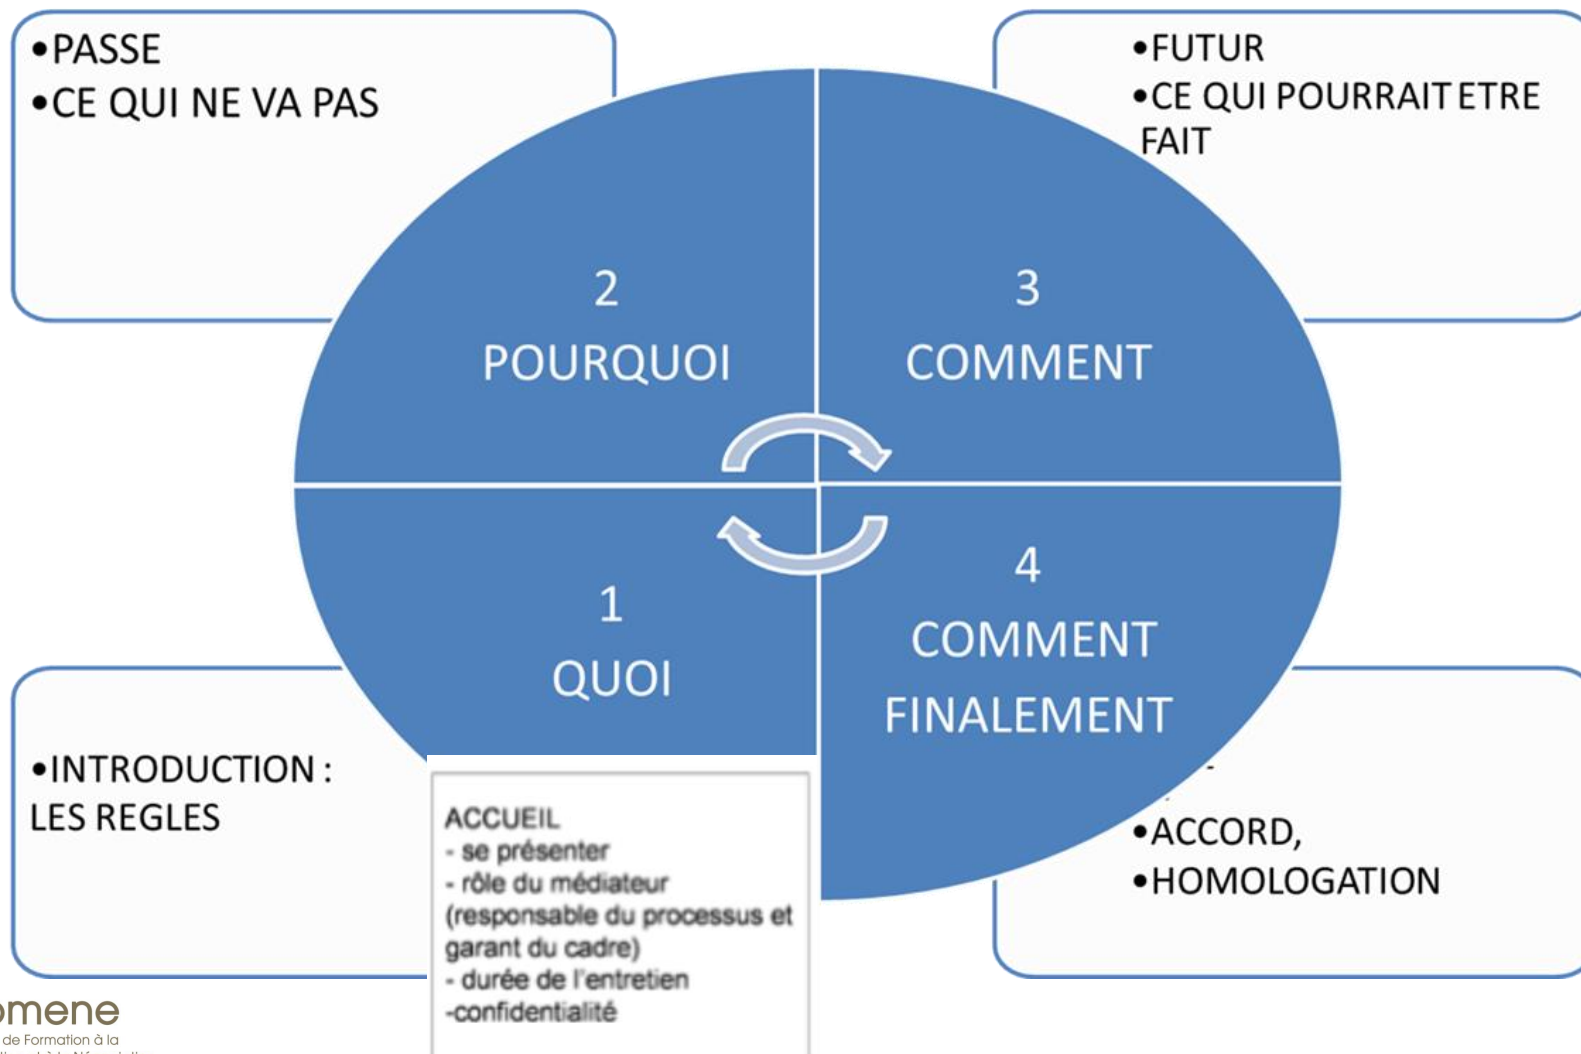 •PASSE
•CE QUI NE VA PAS
•FUTUR
•CE QUI POURRAIT ETRE
FAIT
2
POURQUOI
3
COMMENT
1
QUOI
4
COMMENT
FINALEMENT
•INTRODUCTION :
LES REGLES
ACCUEIL
- se présenter
- rôle du médiateur
(responsable du processus et
garant du cadre)
- durée de l'entretien
-confidentialité
•ACCORD,
•HOMOLOGATION
omene
de Formation à la